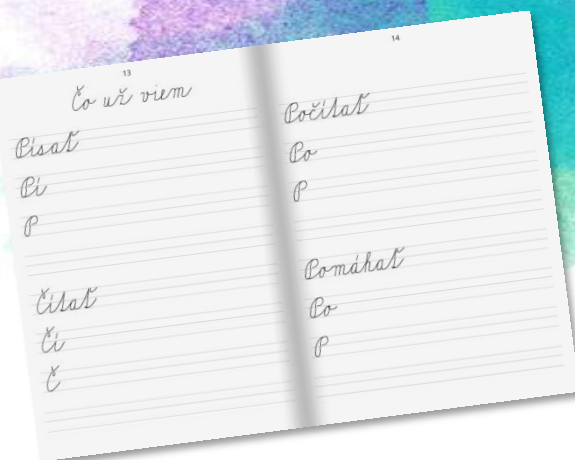 13
Čo už viem
Písať
Pí
P
Čítať
Čí
Č
14
Počítať
Po
P
Pomáhať
Po
P